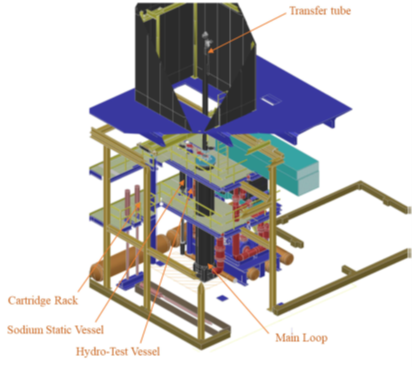 Transfer tube
Cartridge Rack
Sodium Static Vessel
Hydro-Test Vessel
Main Loop